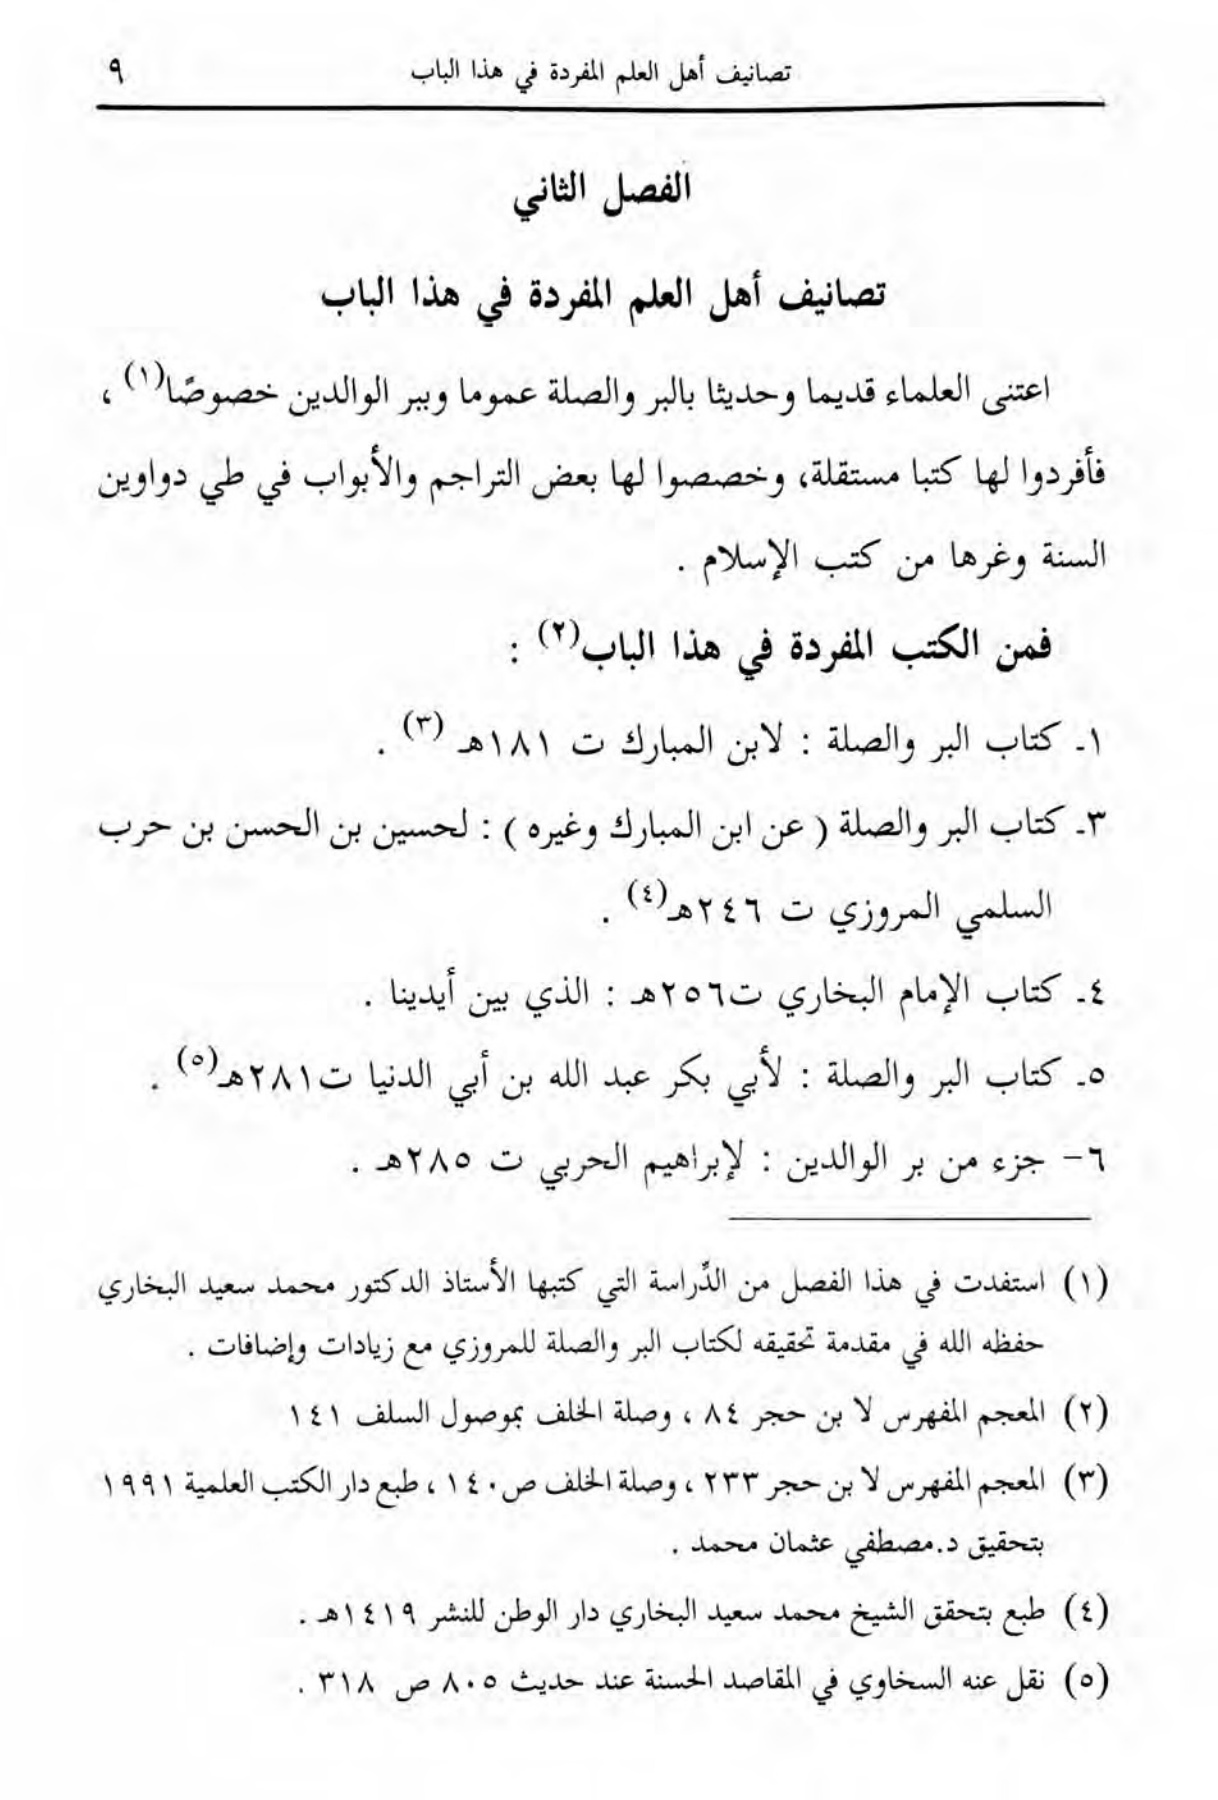 تصانيف أهل العلم المفردة في هذا الباب ٩
الفصل الثاني
تصانيف أهل العلم المفردة في هذا الباب
اعتنى العلماء قديما وحديثا بالبر والصلة عموما وببر الوالدين خصوصًا(١) ،
فأفردوا لها كتبا مستقلة، وخصصوا لها بعض التراجم والأبواب في طي دواوين
السنة وغرها من كتب الإسلام .
فمن الكتب المفردة في هذا الباب(٢) :
١ـ كتاب البر والصلة : لابن المبارك ت ١٨١هـ (٣) .
٣ـ كتاب البر والصلة ( عن ابن المبارك وغيره ) : لحسين بن الحسن بن حرب
السلمي المروزي ت ٢٤٦هـ(٤) .
٤ـ كتاب الإمام البخاري ت٢٥٦هـ : الذي بين أيدينا .
٥ـ كتاب البر والصلة : لأبي بكر عبد الله بن أبي الدنيا ت٢٨١هـ(٥) .
٦- جزء من بر الوالدين : لإبراهيم الحربي ت ٢٨٥هـ .
(١) استفدت في هذا الفصل من الدِّراسة التي كتبها الأستاذ الدكتور محمد سعيد البخاري
حفظه الله في مقدمة تحقيقه لكتاب البر والصلة للمروزي مع زيادات وإضافات .
(٢) المعجم المفهرس لا بن حجر ٨٤ ، وصلة الخلف بموصول السلف ١٤١
(٣) المعجم المفهرس لا بن حجر ٢٣٣ ، وصلة الخلف ص١٤٠ ، طبع دار الكتب العلمية ١٩٩١
بتحقيق د.مصطفي عثمان محمد .
(٤) طبع بتحقق الشيخ محمد سعيد البخاري دار الوطن للنشر ١٤١٩هـ .
(٥) نقل عنه السخاوي في المقاصد الحسنة عند حديث ٨٠٥ ص ٣١٨ .